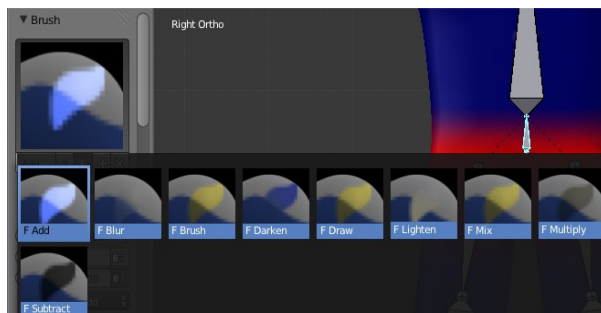 Brush
Right Ortho
F Add
F Blur
F Brush
F Darken
F Draw
F Lighten
F Mix
F Multiply
F Subtract